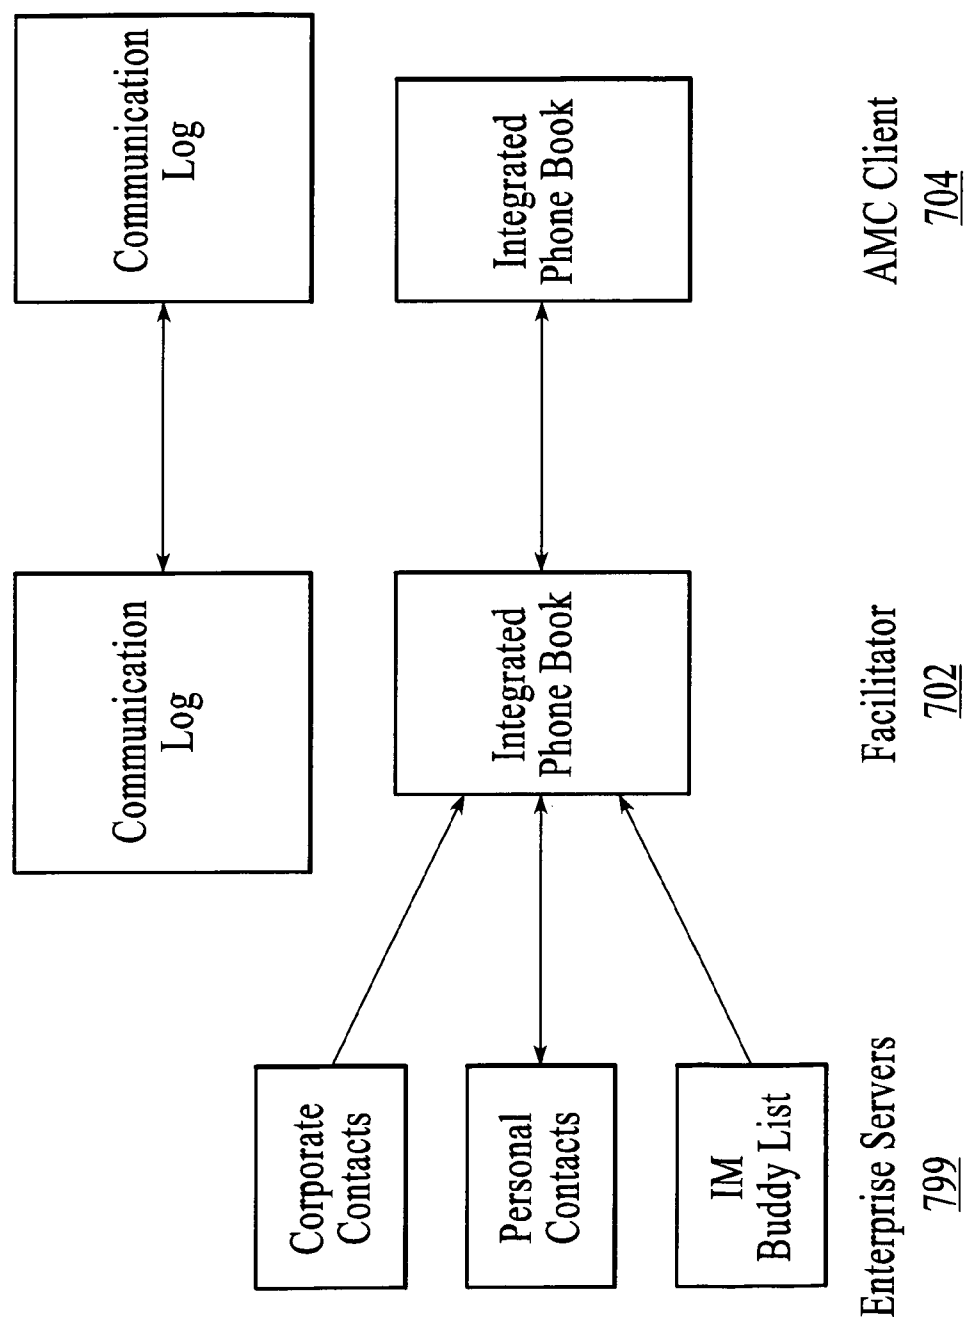 Communication
Log
Communication
Log
Corporate
Contacts
Integrated
Phone Book
Integrated
Phone Book
Personal
Contacts
IM
Buddy List
Enterprise Servers
799
Facilitator
702
AMC Client
704